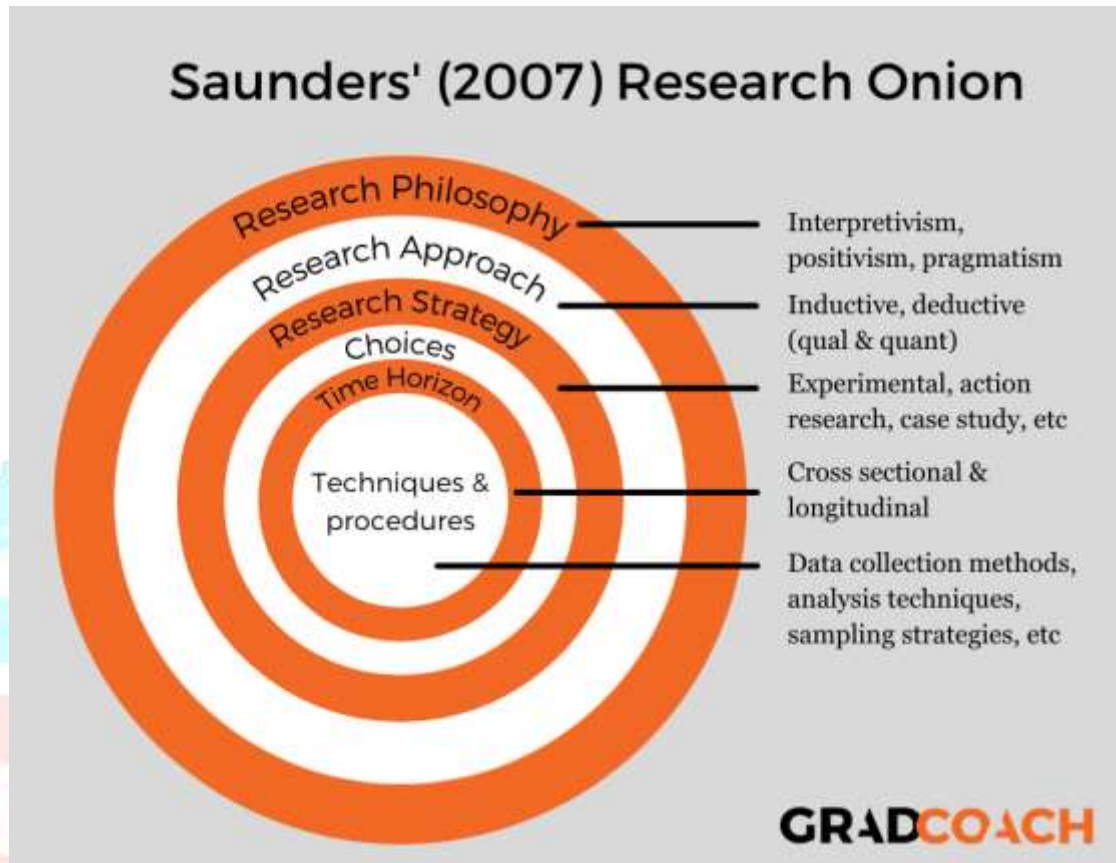 Saunders' (2007) Research Onion
Research Philosophy
Research Approach
Research Strategy
Choices
Time Horizon
Techniques &
procedures
Interpretivism,
positivism, pragmatism
Inductive, deductive
(qual & quant)
Experimental, action
research, case study, etc
Cross sectional &
longitudinal
Data collection methods,
analysis techniques,
sampling strategies, etc
GRADCOACH